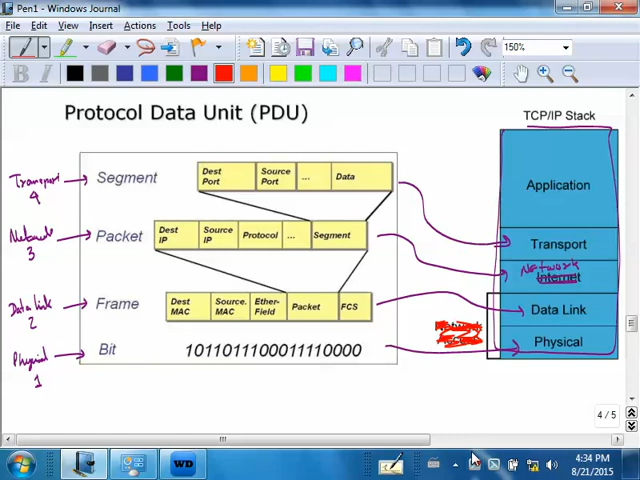 Pen1 - Windows Journal
File Edit View Insert Actions Tools Help
150%
Protocol Data Unit (PDU)
TCP/IP Stack
Transport
4
Segment
Dest Port
Source Port
...
Data
Application
Network
3
Packet
Dest IP
Source IP
Protocol
...
Segment
Transport
Network
Internet
Data link
2
Frame
Dest MAC
Source. MAC
Ether-Field
Packet
FCS
Data Link
Physical
1
Bit
1011011100011110000
Physical
4 / 5
4:34 PM
8/21/2015